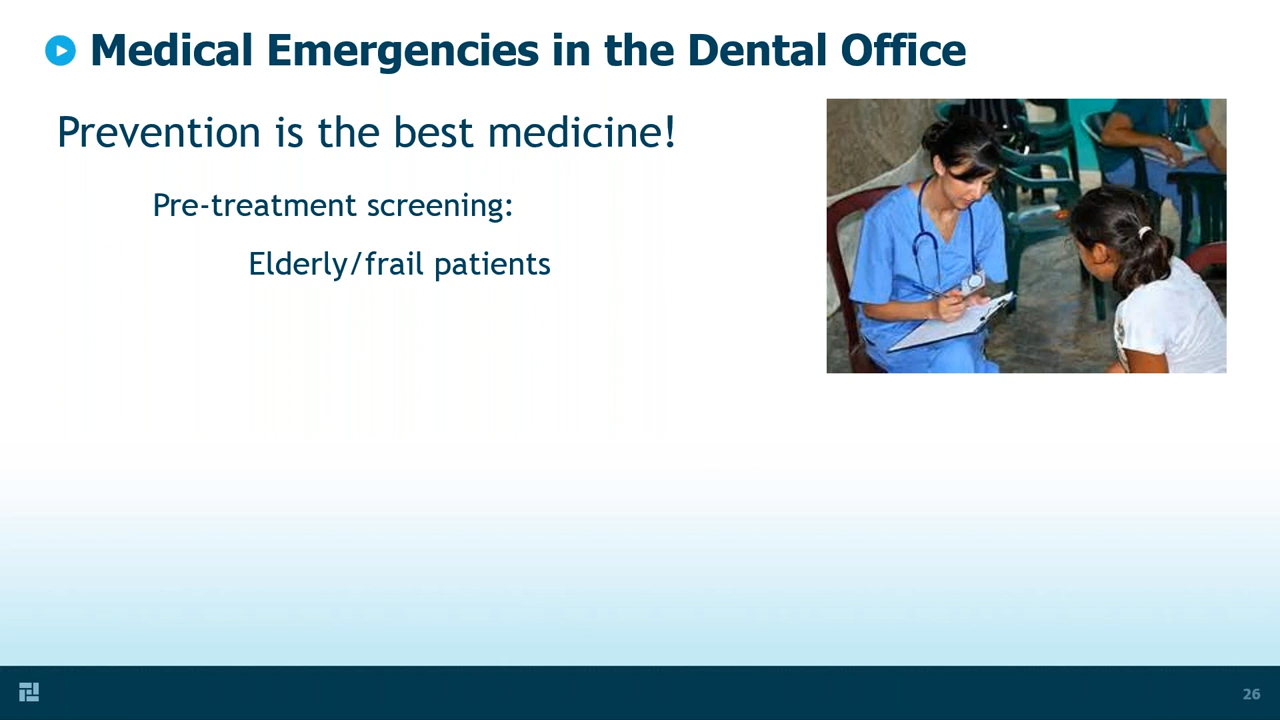 Medical Emergencies in the Dental Office
Prevention is the best medicine!
Pre-treatment screening:
Elderly/frail patients
26